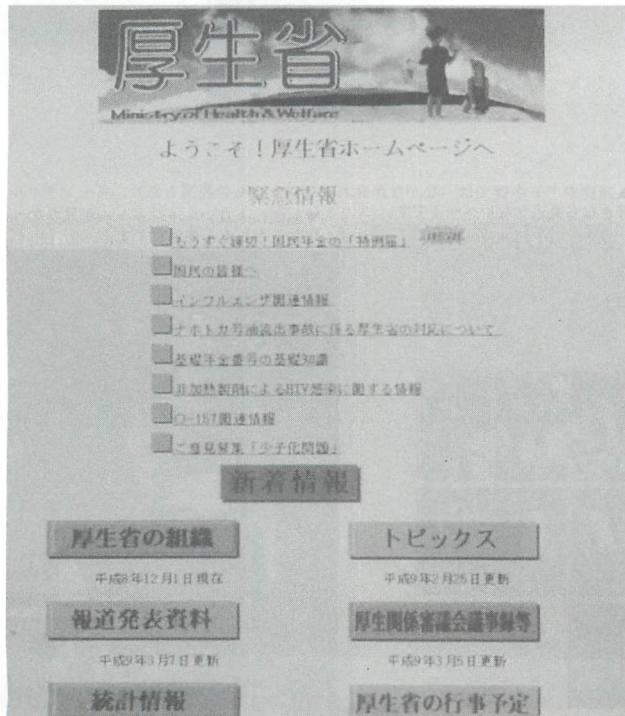 厚生省
Ministry of Health & Welfare
ようこそ！厚生省ホームページへ
緊急情報
もうすぐ締切！国民年金の「特例届」
国民の皆様へ
インフルエンザ関連情報
ナホトカ号油流出事故に係る厚生省の対応について
基礎年金番号の基礎知識
非加熱製剤によるHIV感染に関する情報
O-157関連情報
ご意見募集「少子化問題」
新着情報
厚生省の組織 トピックス
平成8年12月1日現在 平成9年2月25日更新
報道発表資料 厚生関係審議会議事録等
平成9年3月7日更新 平成9年3月5日更新
統計情報 厚生省の行事予定